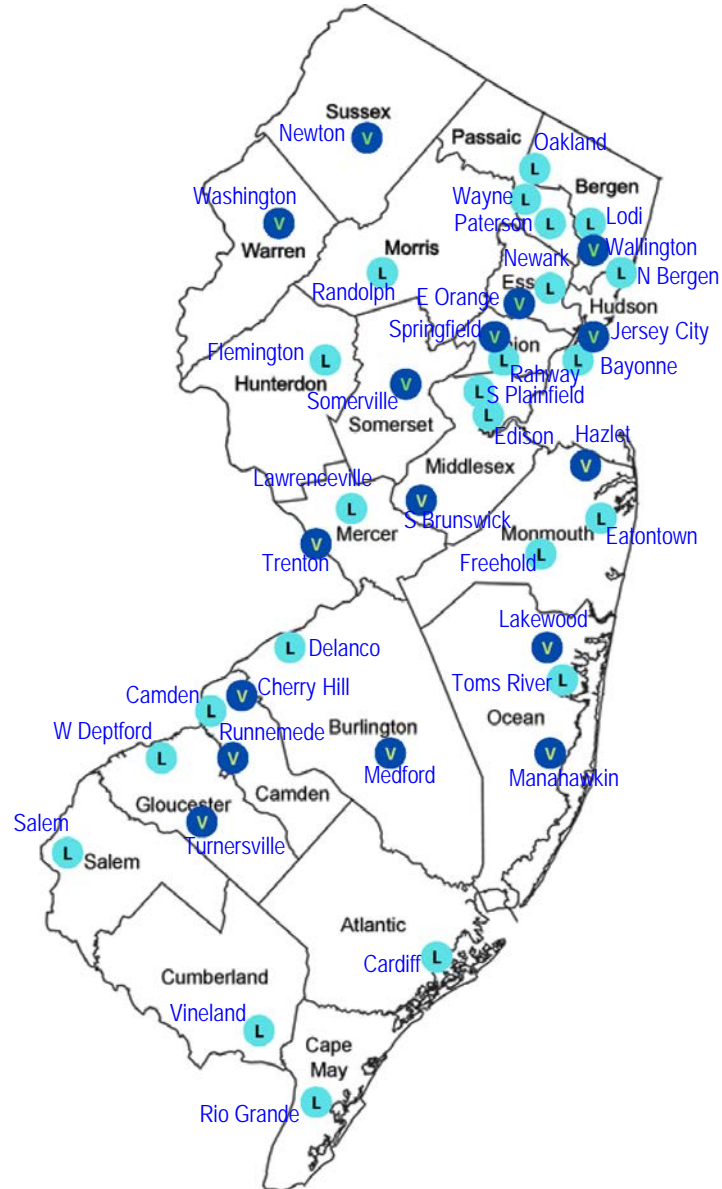 Sussex
Newton
V
Passaic
Oakland
L
Bergen
Washington
V
Warren
Wayne
L
Paterson
L
Lodi
L
Wallington
V
Morris
Randolph
L
Newark
Ess
L
N Bergen
L
E Orange
V
Hudson
Springfield
V
ion
L
Rahway
Jersey City
V
Bayonne
L
Flemington
L
Hunterdon
Somerville
V
Somerset
S Plainfield
L
Edison
L
Hazlet
V
Middlesex
Lawrenceville
L
Mercer
S Brunswick
V
Trenton
V
Monmouth
Eatontown
L
Freehold
L
Lakewood
V
Delanco
L
Toms River
L
Cherry Hill
V
Camden
L
Ocean
W Deptford
L
Runnemede
V
Burlington
V
Medford
Manahawkin
V
Camden
Gloucester
V
Turnersville
Salem
L
Salem
Atlantic
Cardiff
L
Cumberland
Vineland
L
Cape
May
L
Rio Grande